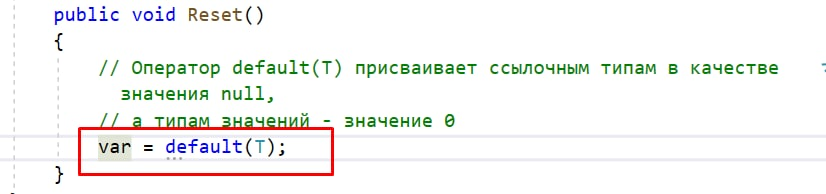 public void Reset()
{
// Оператор default(T) присваивает ссылочным типам в качестве
значения null,
// а типам значений - значение 0
var = default(T);
}